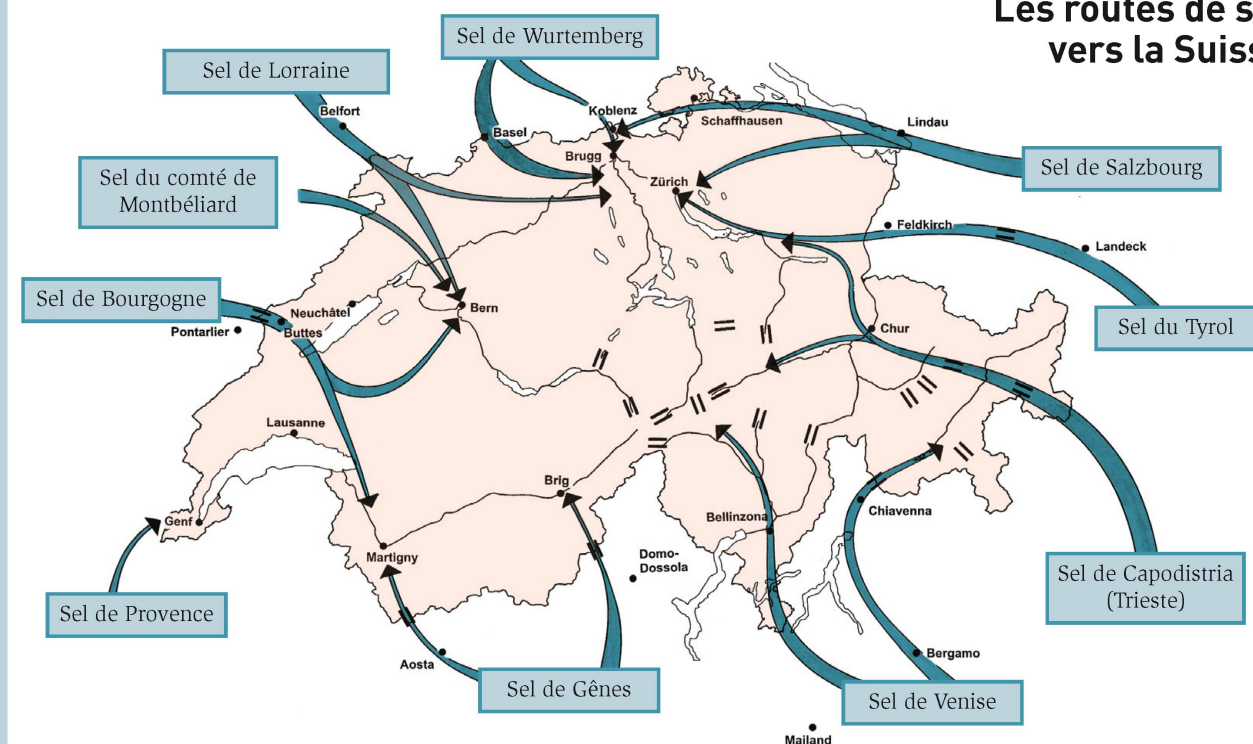 Les routes de s
vers la Suiss
Sel de Wurtemberg
Sel de Lorraine
Belfort
Koblenz
Schaffhausen
Lindau
Basel
Brugg
Sel de Salzbourg
Sel du comté de
Montbéliard
Zürich
Feldkirch
Landeck
Sel de Bourgogne
Neuchâtel
Bern
Pontarlier
Buttes
Chur
Sel du Tyrol
Lausanne
Brig
Genf
Bellinzona
Chiavenna
Martigny
Domo-
Dossola
Sel de Capodistria
(Trieste)
Sel de Provence
Aosta
Bergamo
Sel de Gênes
Sel de Venise
Mailand